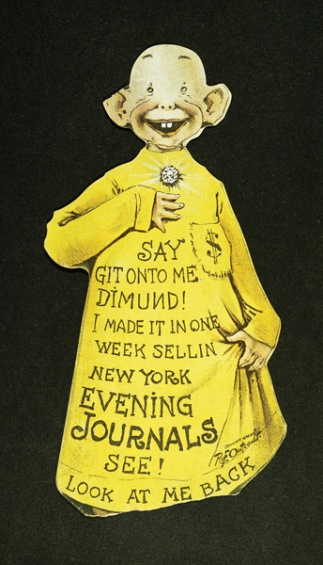 $
SAY
GIT ONTO ME
DIMUND!
I MADE IT IN ONE
WEEK SELLIN
NEW YORK
EVENING
JOURNALS
SEE!
LOOK AT ME BACK
R.F. Outcault